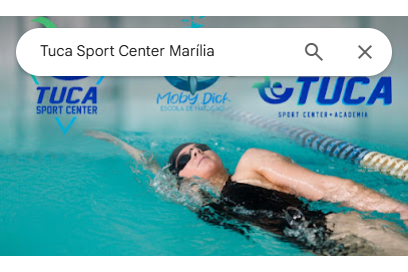 Tuca Sport Center Marília
TUCA
SPORT CENTER
Moby Dick
ESCOLA DE NATAÇÃO
TUCA
SPORT CENTER + ACADEMIA